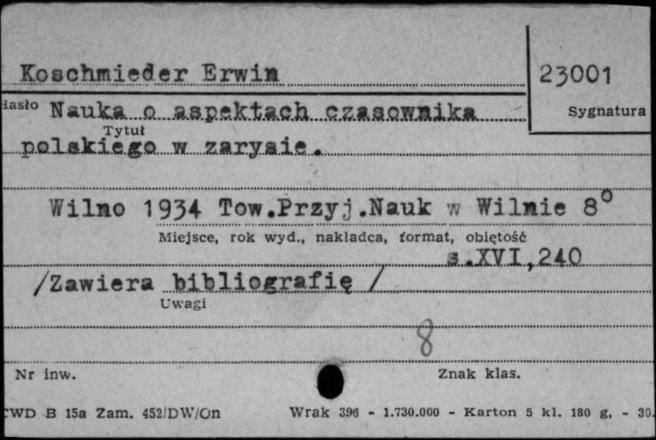 Koschmieder Erwin
23001
Hasło Nauka o aspektach czasownika
Sygnatura
Tytuł
polskiego w zarysie.
Wilno 1934 Tow.Przyj.Nauk w Wilnie 8°
Miejsce, rok wyd., nakładca, format, objętość
s.XVI,240
/Zawiera bibliografię /
Uwagi
8
Nr inw.
Znak klas.
CWD B 15a Zam. 452/DW/On Wrak 396 - 1.730.000 - Karton 5 kl. 180 g. - 30.